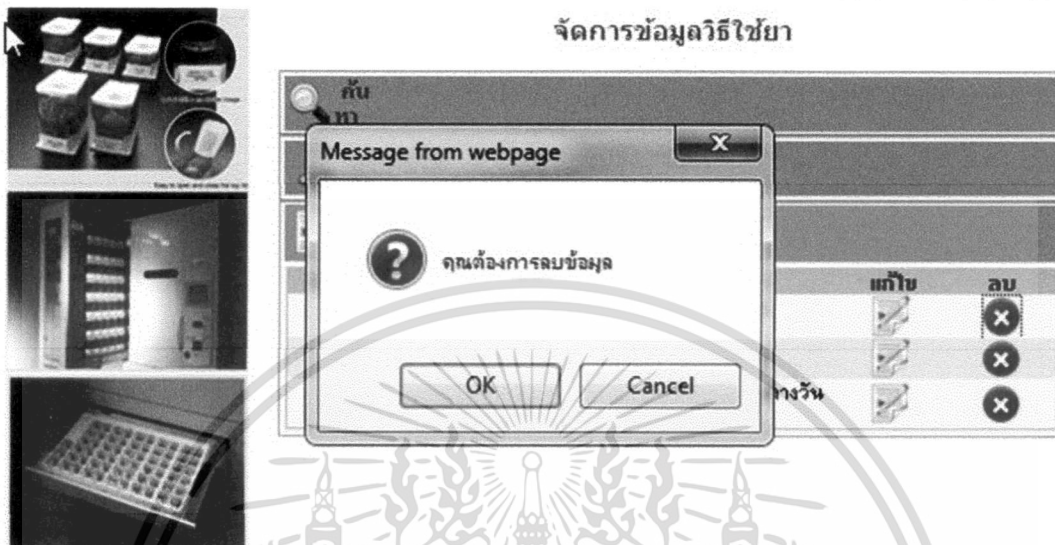 จัดการข้อมูลวิธีใช้ยา
ค้น
หา
Message from webpage
X
คุณต้องการลบข้อมุล
แก้ไข ลบ
OK Cancel
างวัน